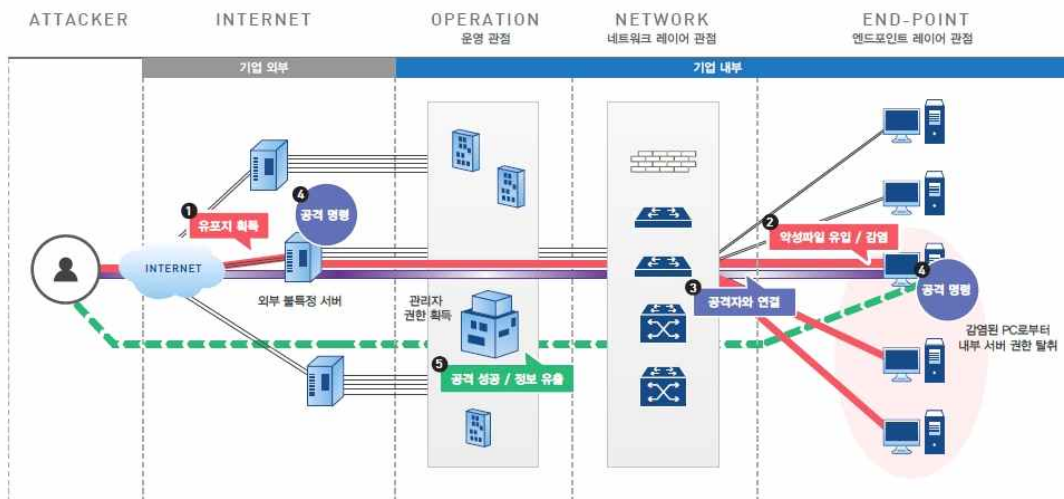 ATTACKER
INTERNET
OPERATION
운영 관점
NETWORK
네트워크 레이어 관점
END-POINT
엔드포인트 레이어 관점
기업 외부
기업 내부
1
유포지 획득
4
공격 명령
INTERNET
외부 불특정 서버
관리자
권한 획득
2
악성파일 유입 / 감염
3
공격자와 연결
4
공격 명령
감염된 PC로부터
내부 서버 권한 탈취
5
공격 성공 / 정보 유출